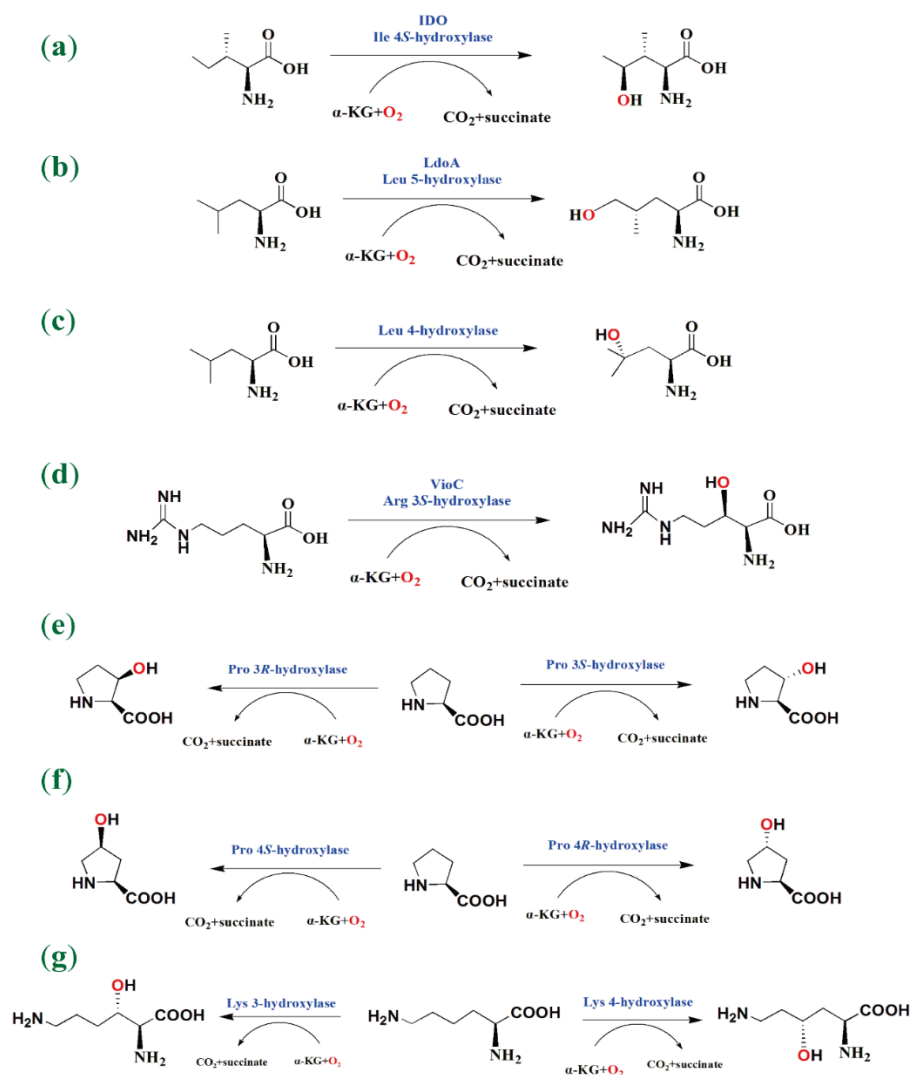 (a)
IDO
Ile 4S-hydroxylase
O
OH
NH₂
α-KG+O₂
CO₂+succinate
O
OH
OH
NH₂
(b)
LdoA
Leu 5-hydroxylase
O
OH
NH₂
α-KG+O₂
CO₂+succinate
HO
O
OH
NH₂
(c)
Leu 4-hydroxylase
O
OH
NH₂
α-KG+O₂
CO₂+succinate
HO
O
OH
NH₂
(d)
VioC
Arg 3S-hydroxylase
NH
NH₂
N
H
O
OH
NH₂
α-KG+O₂
CO₂+succinate
NH
NH₂
N
H
HO
O
OH
NH₂
(e)
OH
HN
COOH
Pro 3R-hydroxylase
CO₂+succinate
α-KG+O₂
HN
COOH
Pro 3S-hydroxylase
α-KG+O₂
CO₂+succinate
OH
HN
COOH
(f)
OH
HN
COOH
Pro 4S-hydroxylase
CO₂+succinate
α-KG+O₂
HN
COOH
Pro 4R-hydroxylase
α-KG+O₂
CO₂+succinate
OH
HN
COOH
(g)
H₂N
OH
COOH
NH₂
Lys 3-hydroxylase
CO₂+succinate
α-KG+O₂
H₂N
COOH
NH₂
Lys 4-hydroxylase
α-KG+O₂
CO₂+succinate
H₂N
COOH
OH
NH₂